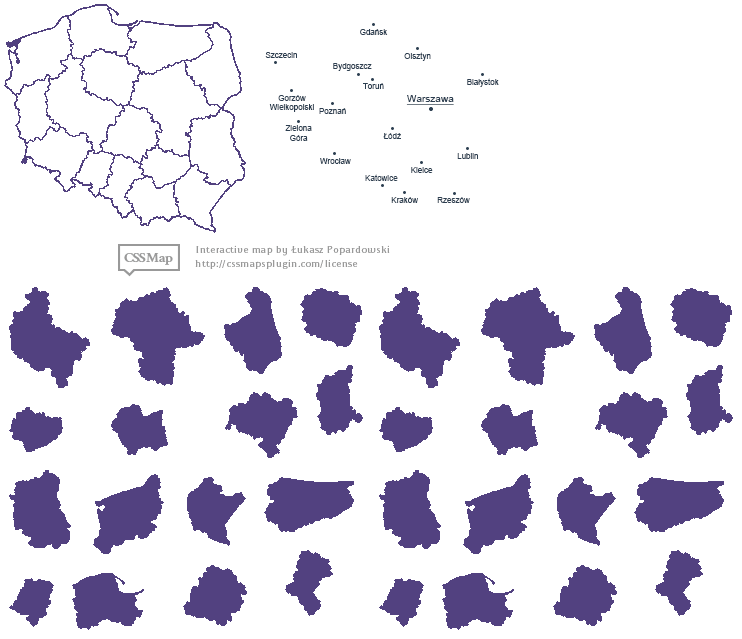 Gdańsk
Szczecin
Olsztyn
Bydgoszcz
Białystok
Toruń
Gorzów
Wielkopolski
Poznań
Warszawa
Zielona
Góra
Łódź
Wrocław
Lublin
Kielce
Katowice
Kraków
Rzeszów
CSSMap
Interactive map by Łukasz Popardowski
http://cssmapsplugin.com/license